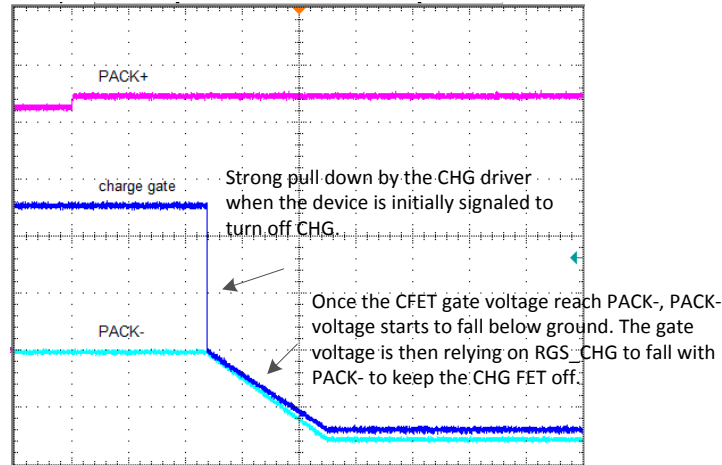 PACK+
charge gate
Strong pull down by the CHG driver
when the device is initially signaled to
turn off CHG.
PACK-
Once the CFET gate voltage reach PACK-, PACK-
voltage starts to fall below ground. The gate
voltage is then relying on RGS_CHG to fall with
PACK- to keep the CHG FET off.